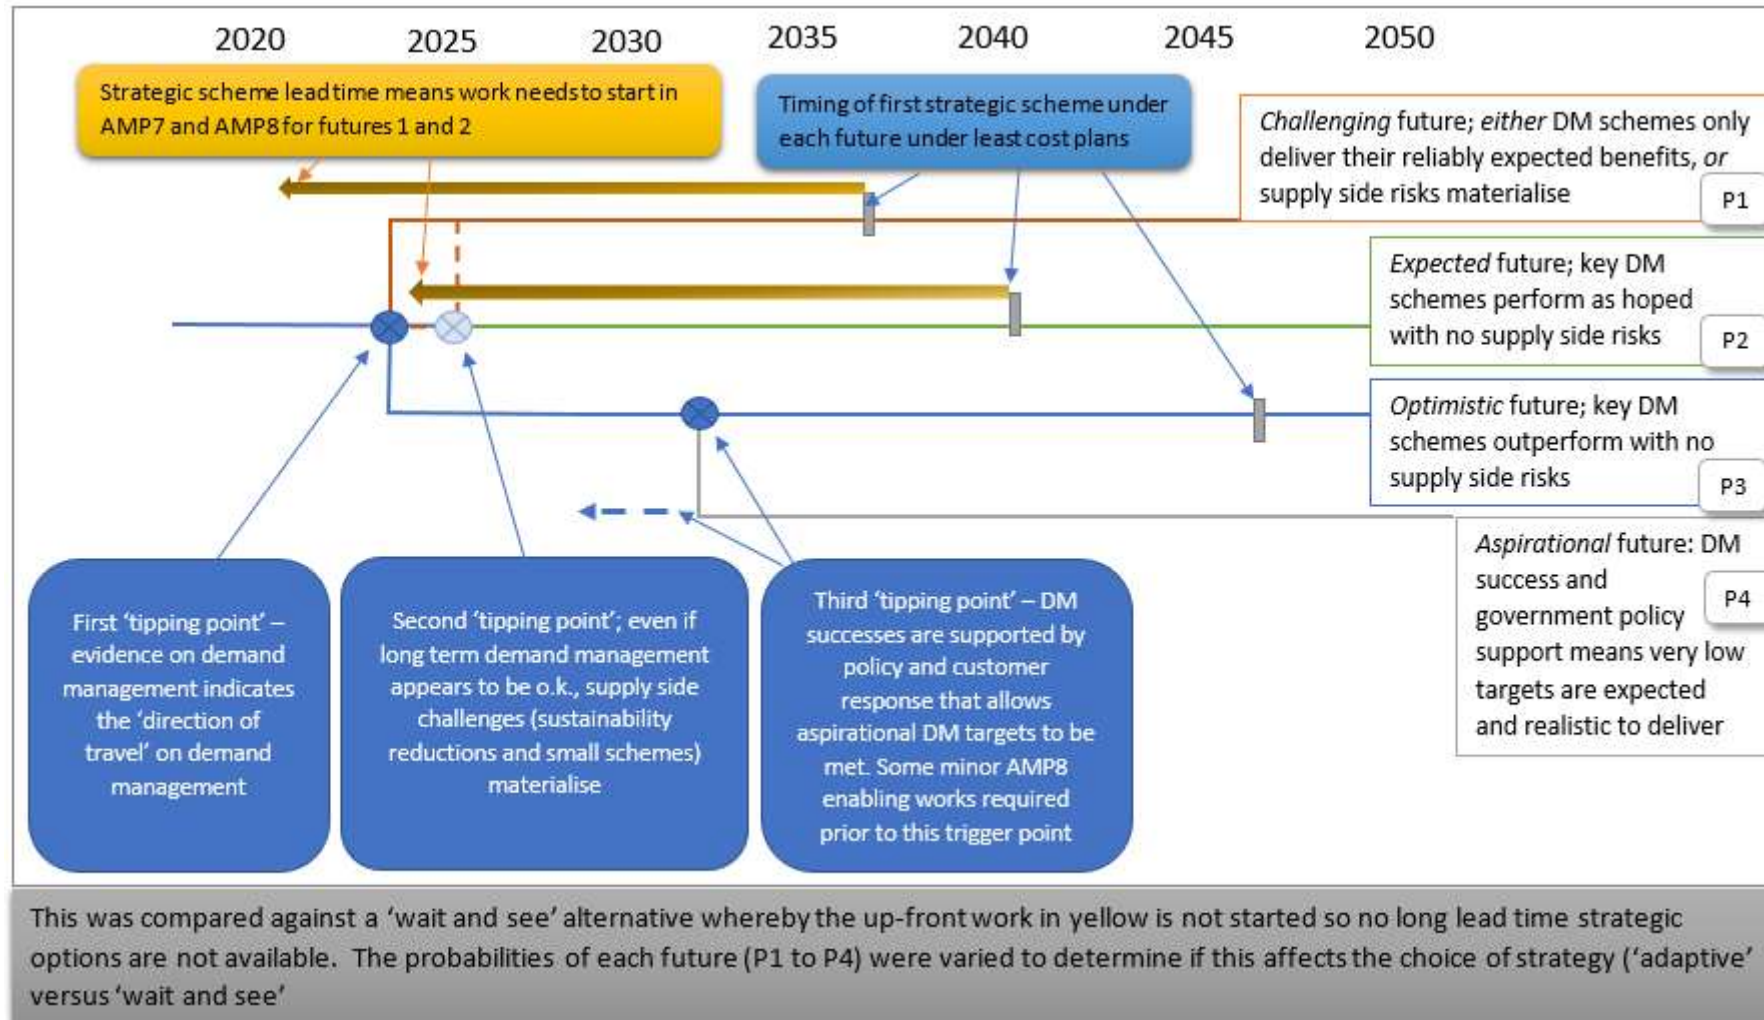 2020 2025 2030 2035 2040 2045 2050
Strategic scheme lead time means work needs to start in
AMP7 and AMP8 for futures 1 and 2
Timing of first strategic scheme under
each future under least cost plans
Challenging future; either DM schemes only
deliver their reliably expected benefits, or
supply side risks materialise
P1
Expected future; key DM
schemes perform as hoped
with no supply side risks
P2
Optimistic future; key DM
schemes outperform with no
supply side risks
P3
Aspirational future: DM
success and
government policy
support means very low
targets are expected
and realistic to deliver
P4
First ‘tipping point’ –
evidence on demand
management indicates
the ‘direction of
travel’ on demand
management
Second ‘tipping point’; even if
long term demand management
appears to be o.k., supply side
challenges (sustainability
reductions and small schemes)
materialise
Third ‘tipping point’ – DM
successes are supported by
policy and customer
response that allows
aspirational DM targets to be
met. Some minor AMP8
enabling works required
prior to this trigger point
This was compared against a ‘wait and see’ alternative whereby the up-front work in yellow is not started so no long lead time strategic
options are not available. The probabilities of each future (P1 to P4) were varied to determine if this affects the choice of strategy (‘adaptive’
versus ‘wait and see’